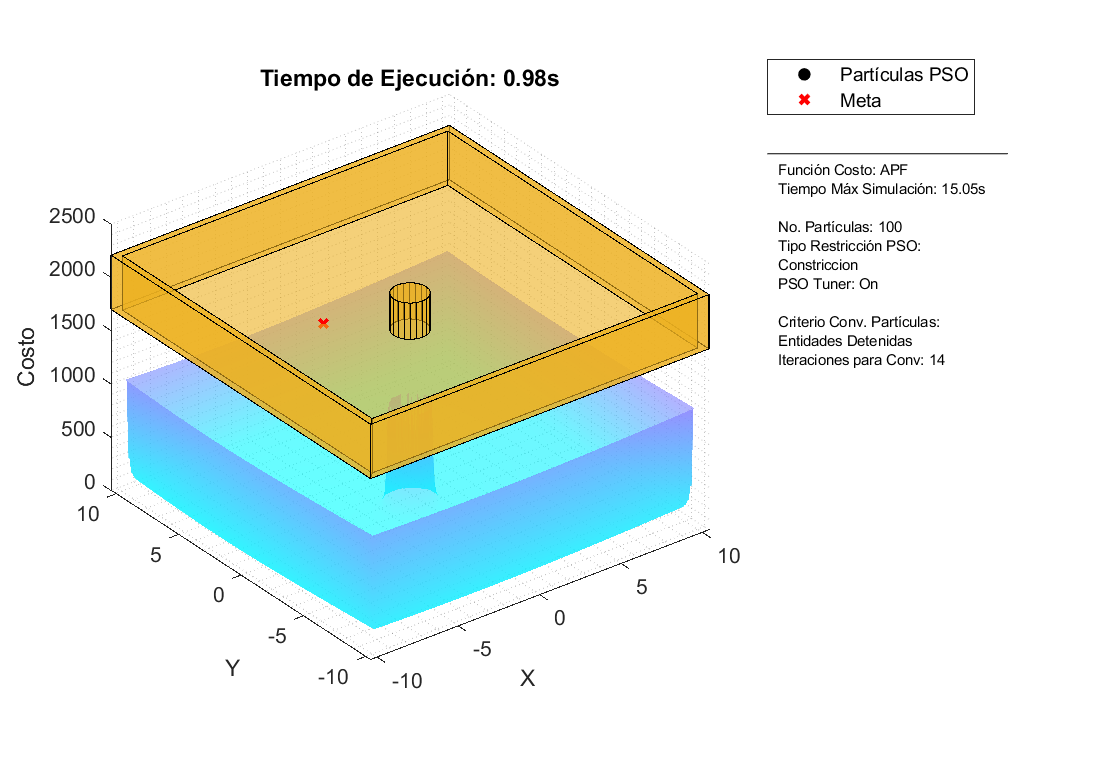 Tiempo de Ejecución: 0.98s
Partículas PSO
Meta
Función Costo: APF
Tiempo Máx Simulación: 15.05s
No. Partículas: 100
Tipo Restricción PSO:
Constriccion
PSO Tuner: On
Criterio Conv. Partículas:
Entidades Detenidas
Iteraciones para Conv: 14
Costo
2500
2000
1500
1000
500
0
10
5
0
-5
-10
Y
-10
-5
0
5
10
X